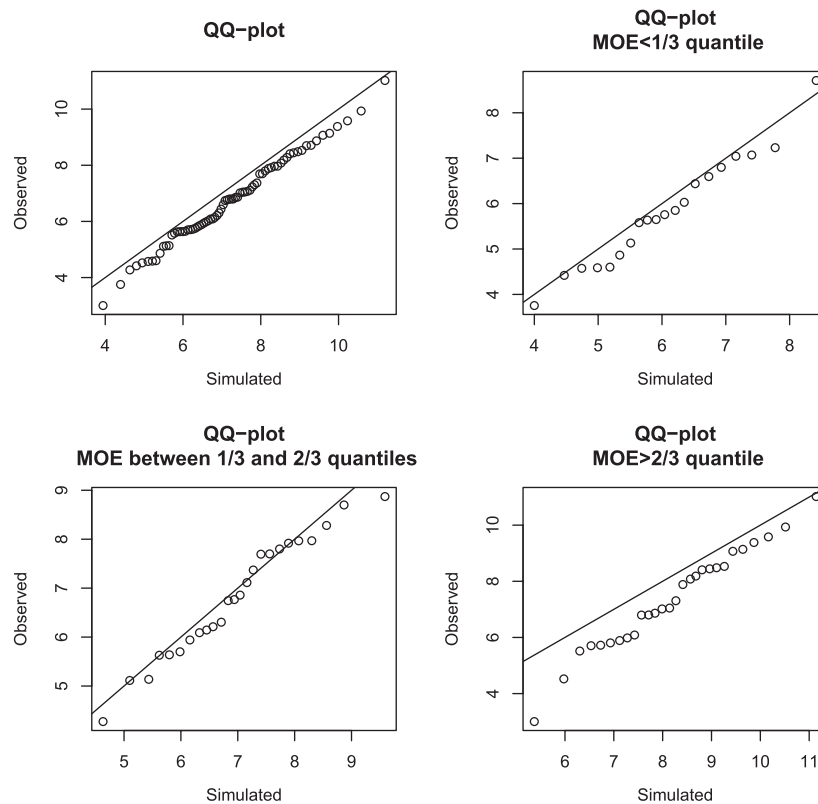 QQ−plot
Observed
10
8
6
4
4 6 8 10
Simulated
QQ−plot
MOE<1/3 quantile
Observed
8
7
6
5
4
4 5 6 7 8
Simulated
QQ−plot
MOE between 1/3 and 2/3 quantiles
Observed
9
8
7
6
5
5 6 7 8 9
Simulated
QQ−plot
MOE>2/3 quantile
Observed
10
8
6
4
6 7 8 9 10 11
Simulated